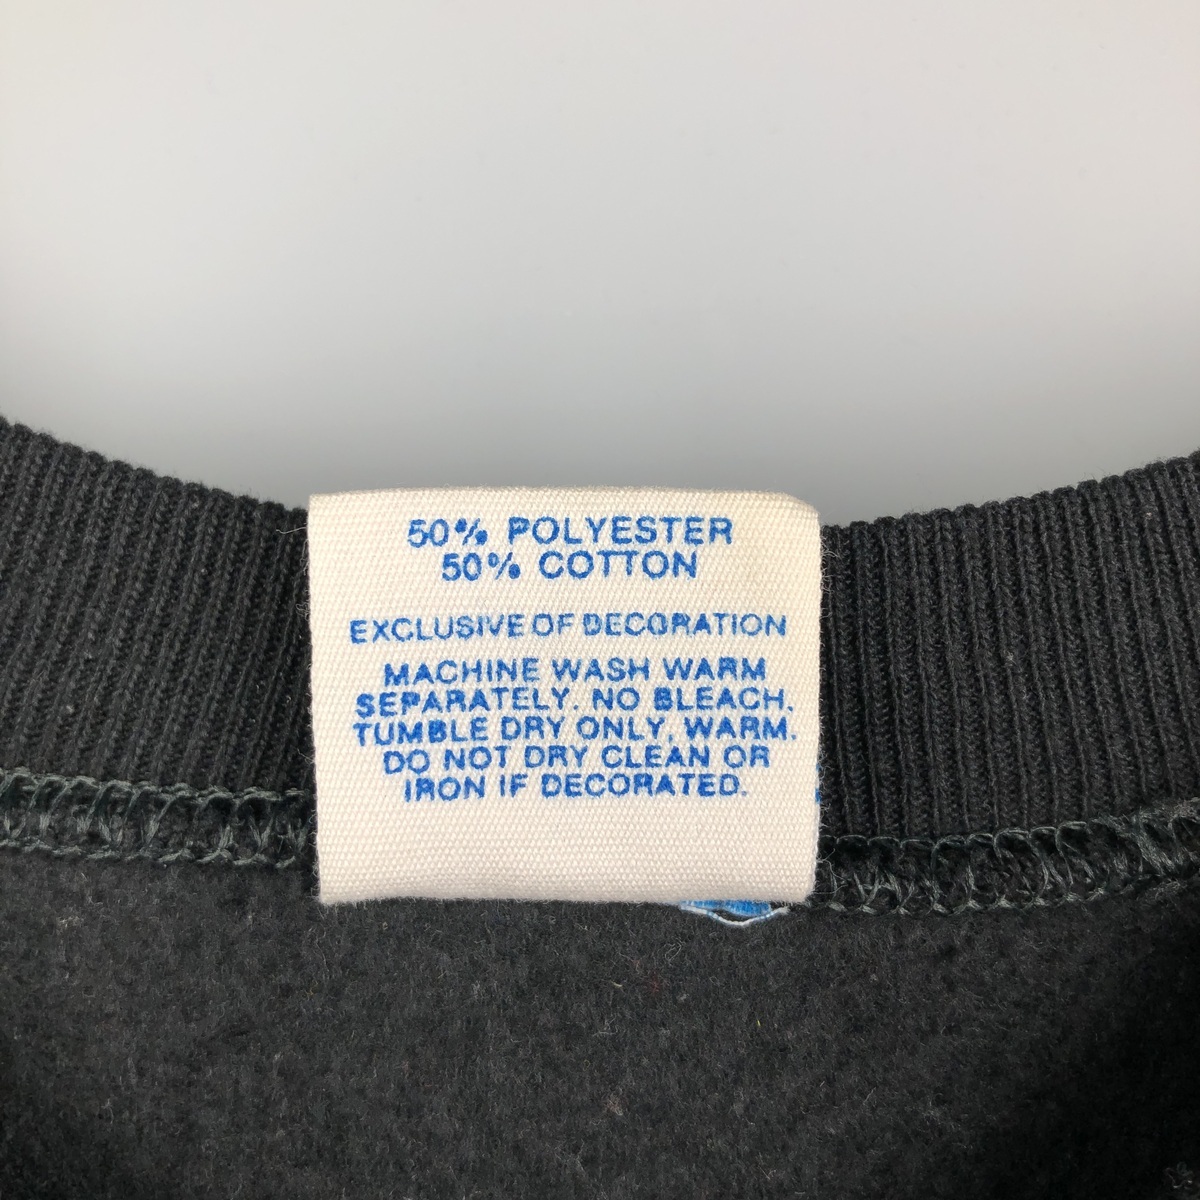 50% POLYESTER
50% COTTON
EXCLUSIVE OF DECORATION
MACHINE WASH WARM
SEPARATELY. NO BLEACH.
TUMBLE DRY ONLY, WARM.
DO NOT DRY CLEAN OR
IRON IF DECORATED.